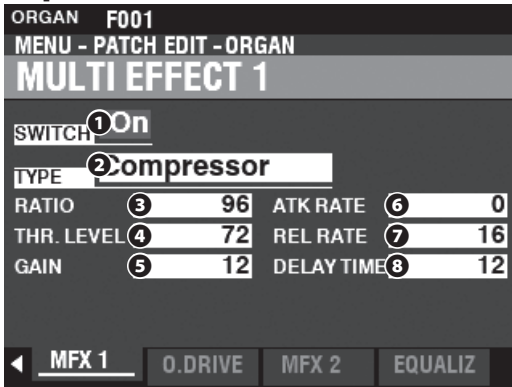 ORGAN F001
MENU - PATCH EDIT - ORGAN
MULTI EFFECT 1
SWITCH 1 On
TYPE 2 Compressor
RATIO 3 96 ATK RATE 6 0
THR. LEVEL 4 72 REL RATE 7 16
GAIN 5 12 DELAY TIME 8 12
MFX 1 O.DRIVE MFX 2 EQUALIZ